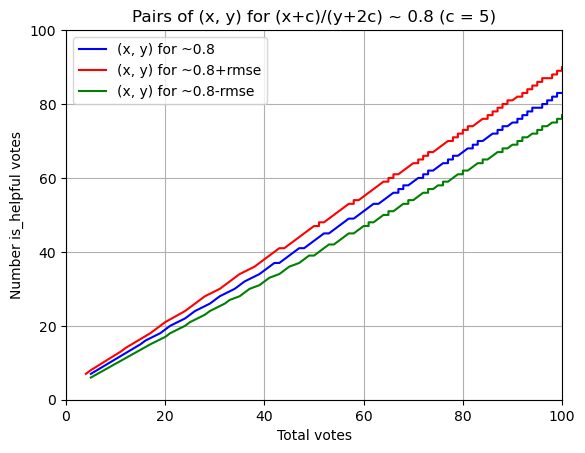 Pairs of (x, y) for (x+c)/(y+2c) ~ 0.8 (c = 5)
(x, y) for ~0.8
(x, y) for ~0.8+rmse
(x, y) for ~0.8-rmse
100
80
60
40
20
0
Number is_helpful votes
0 20 40 60 80 100
Total votes